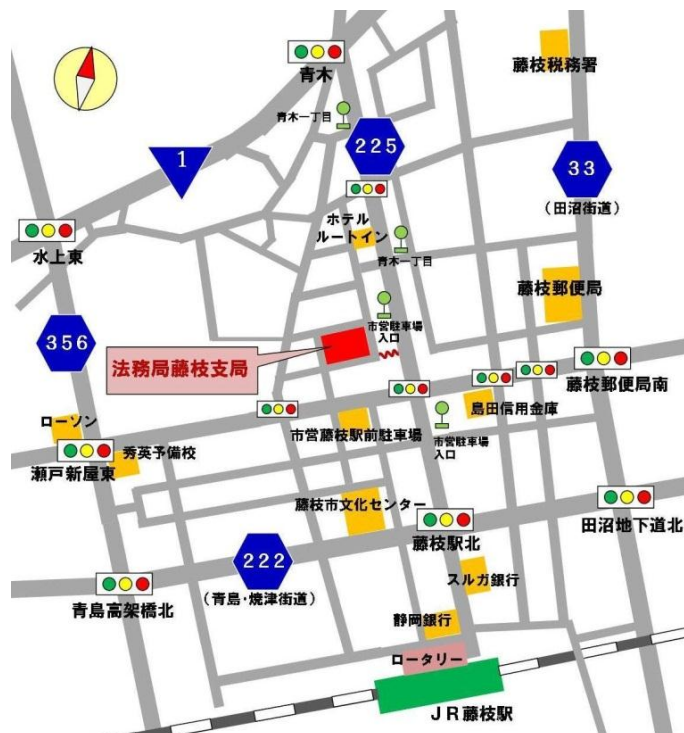 藤枝税務署
青木
青木一丁目
1
225
33
(田沼街道)
水上東
ホテル
ルートイン
青木一丁目
藤枝郵便局
市営駐車場
入口
356
法務局藤枝支局
藤枝郵便局南
ローソン
島田信用金庫
市営藤枝駅前駐車場
市営駐車場
入口
秀英予備校
瀬戸新屋東
藤枝市文化センター
藤枝駅北
田沼地下道北
222
(青島・焼津街道)
青島高架橋北
スルガ銀行
静岡銀行
ロータリー
JR藤枝駅